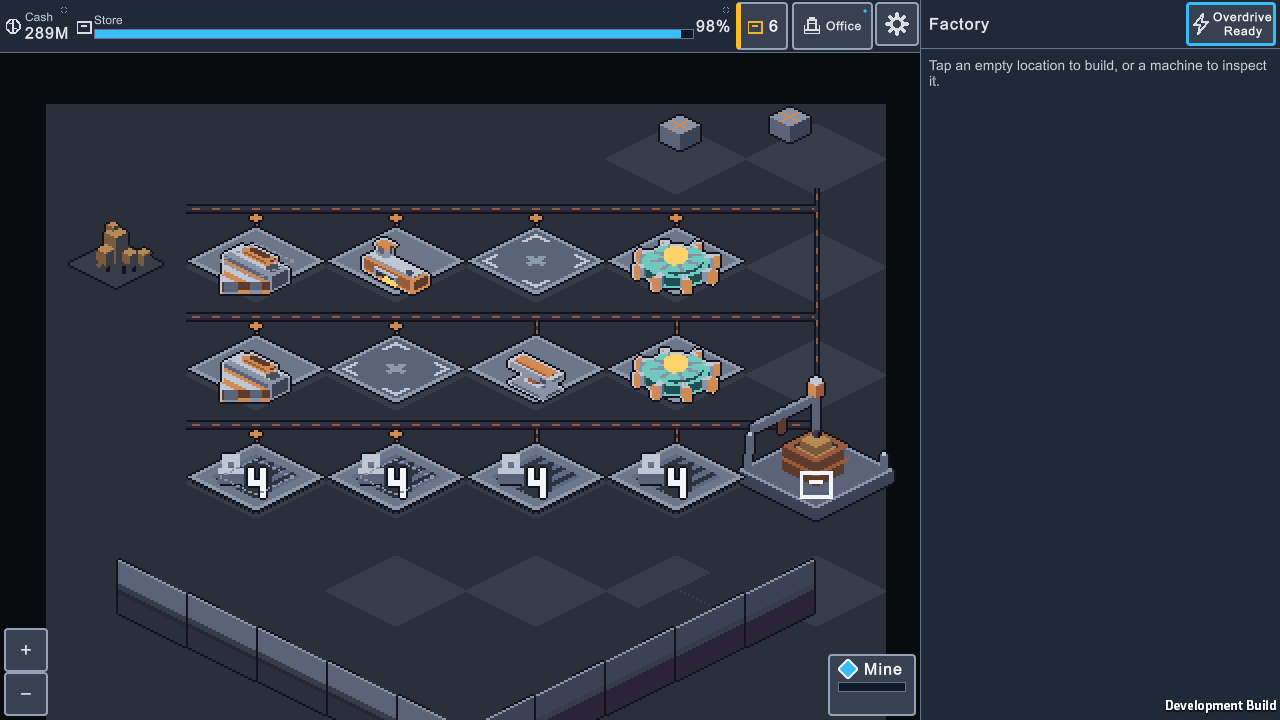 Cash
289M
Store
98%
6
Office
Factory
Overdrive
Ready
Tap an empty location to build, or a machine to inspect
it.
4
4
4
4
+
−
Mine
Development Build